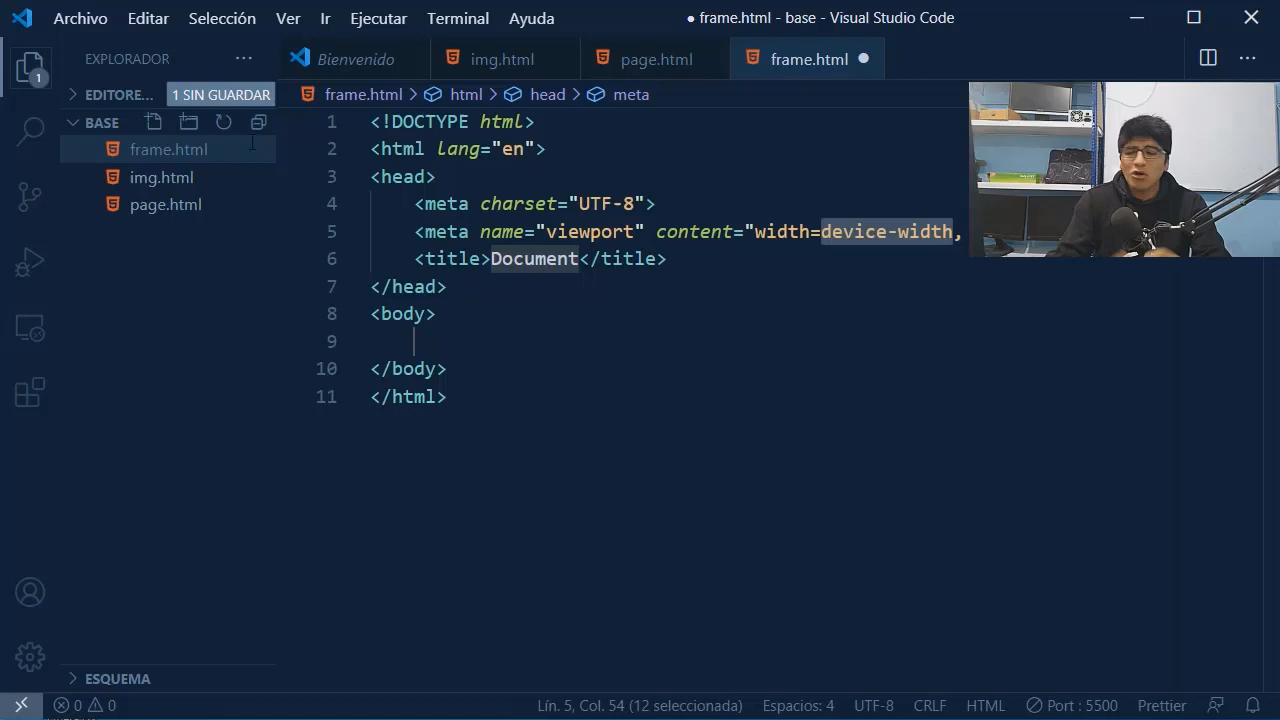 Archivo Editar Selección Ver Ir Ejecutar Terminal Ayuda ● frame.html - base - Visual Studio Code
EXPLORADOR ··· Bienvenido img.html page.html frame.html ● ···
EDITORE... 1 SIN GUARDAR frame.html > html > head > meta
BASE
frame.html
img.html
page.html
1 <!DOCTYPE html>
2 <html lang="en">
3 <head>
4 <meta charset="UTF-8">
5 <meta name="viewport" content="width=device-width,
6 <title>Document</title>
7 </head>
8 <body>
9
10 </body>
11 </html>
1
ESQUEMA
0 0 Lín. 5, Col. 54 (12 seleccionada) Espacios: 4 UTF-8 CRLF HTML Port : 5500 Prettier